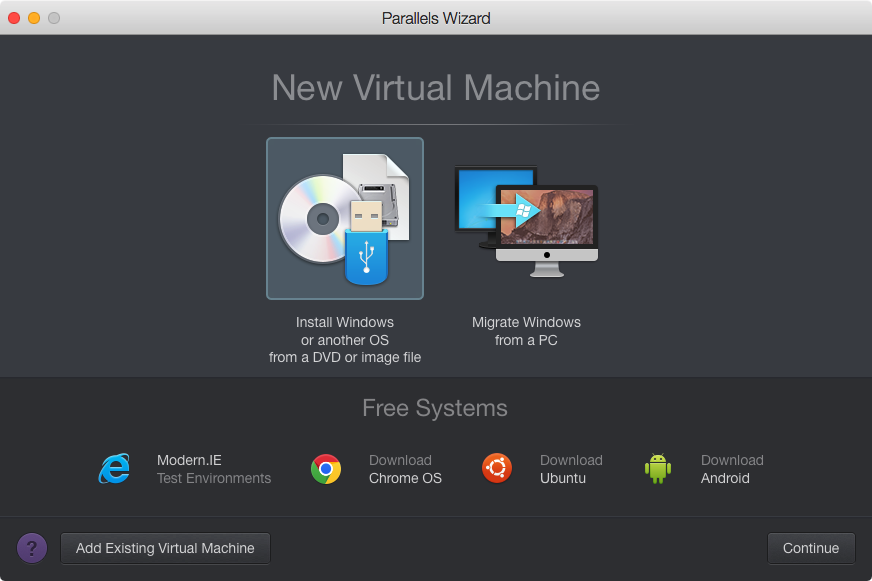 Parallels Wizard
New Virtual Machine
Install Windows
or another OS
from a DVD or image file
Migrate Windows
from a PC
Free Systems
Modern.IE
Test Environments
Download
Chrome OS
Download
Ubuntu
Download
Android
?
Add Existing Virtual Machine
Continue